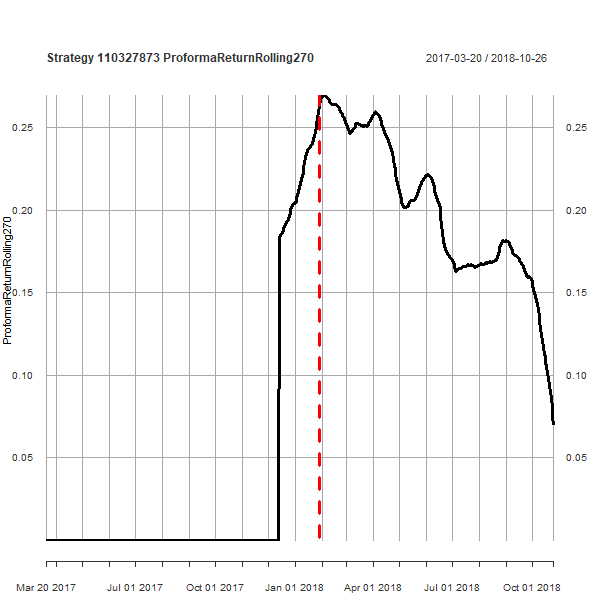 Strategy 110327873 ProformaReturnRolling270
2017-03-20 / 2018-10-26
0.25
0.20
0.15
0.10
0.05
ProformaReturnRolling270
0.25
0.20
0.15
0.10
0.05
Mar 20 2017
Jul 01 2017
Oct 01 2017
Jan 01 2018
Apr 01 2018
Jul 01 2018
Oct 01 2018